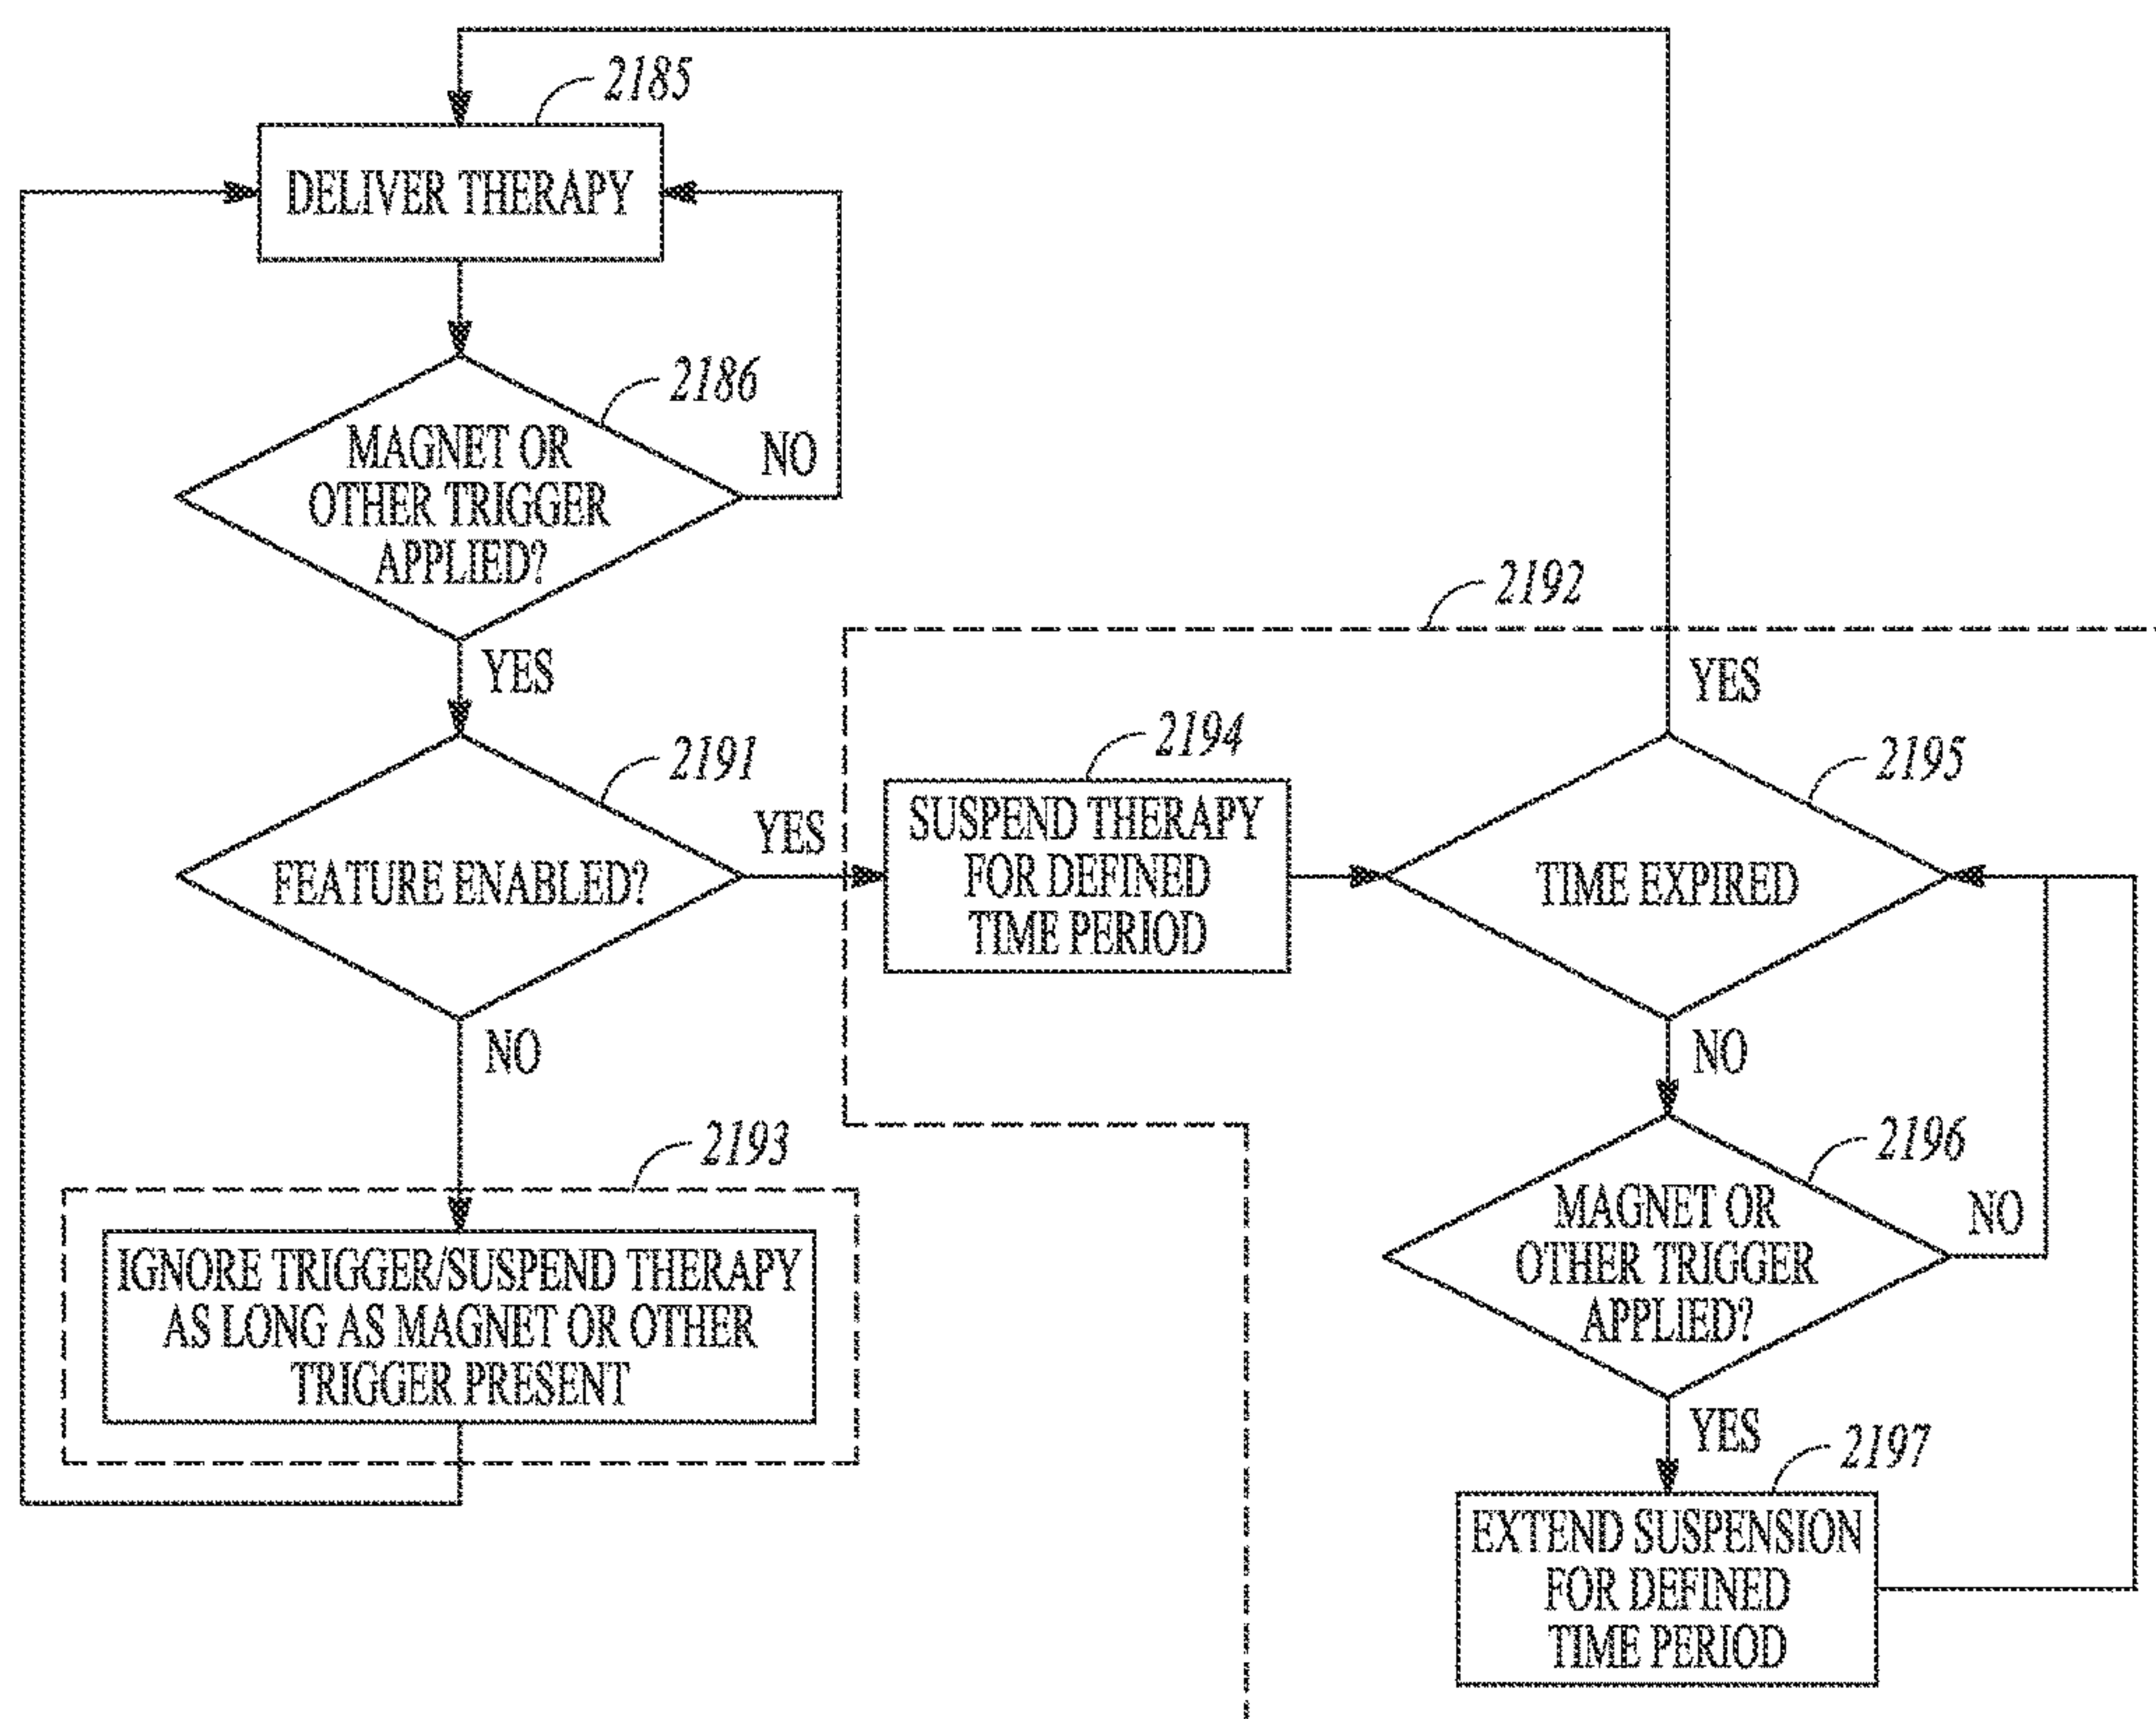 2185
DELIVER THERAPY
2186
MAGNET OR
OTHER TRIGGER
APPLIED?
NO
YES
2191
FEATURE ENABLED?
YES
NO
2193
IGNORE TRIGGER/SUSPEND THERAPY
AS LONG AS MAGNET OR OTHER
TRIGGER PRESENT
2192
2194
SUSPEND THERAPY
FOR DEFINED
TIME PERIOD
YES
2195
TIME EXPIRED
NO
2196
MAGNET OR
OTHER TRIGGER
APPLIED?
NO
YES
2197
EXTEND SUSPENSION
FOR DEFINED
TIME PERIOD